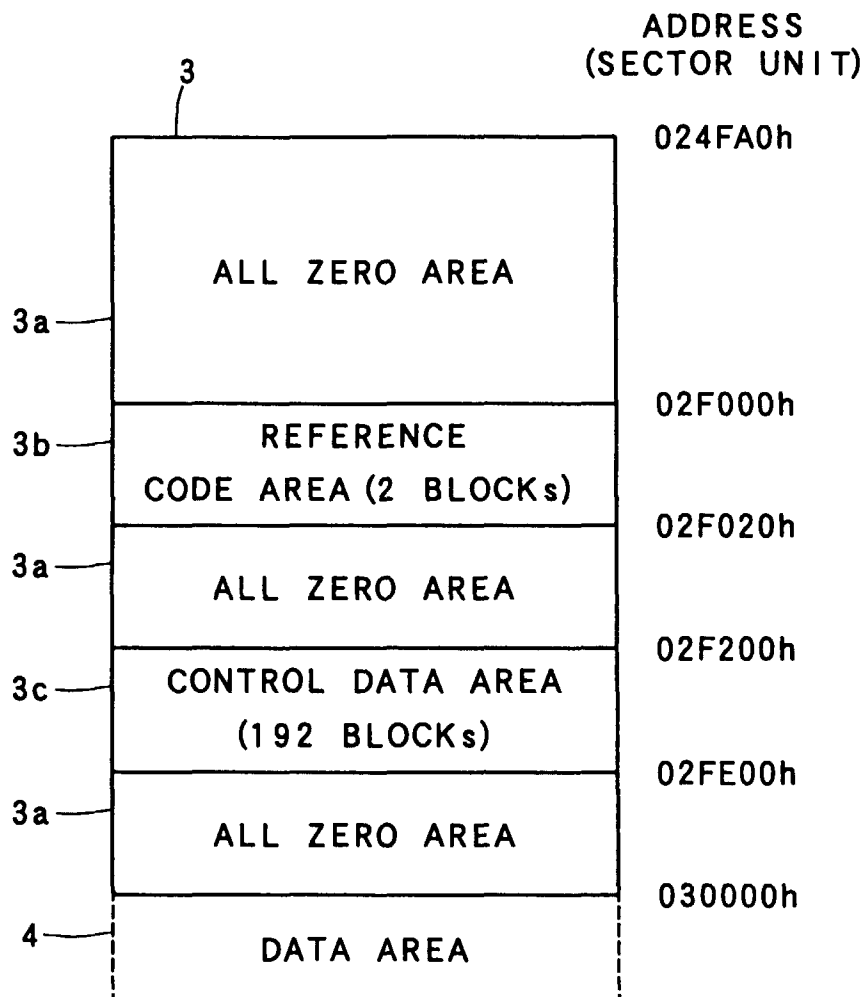 ADDRESS
(SECTOR UNIT)
3
024FA0h
ALL ZERO AREA
3a
02F000h
3b
REFERENCE
CODE AREA (2 BLOCKs)
02F020h
3a
ALL ZERO AREA
02F200h
3c
CONTROL DATA AREA
(192 BLOCKs)
02FE00h
3a
ALL ZERO AREA
030000h
4
DATA AREA